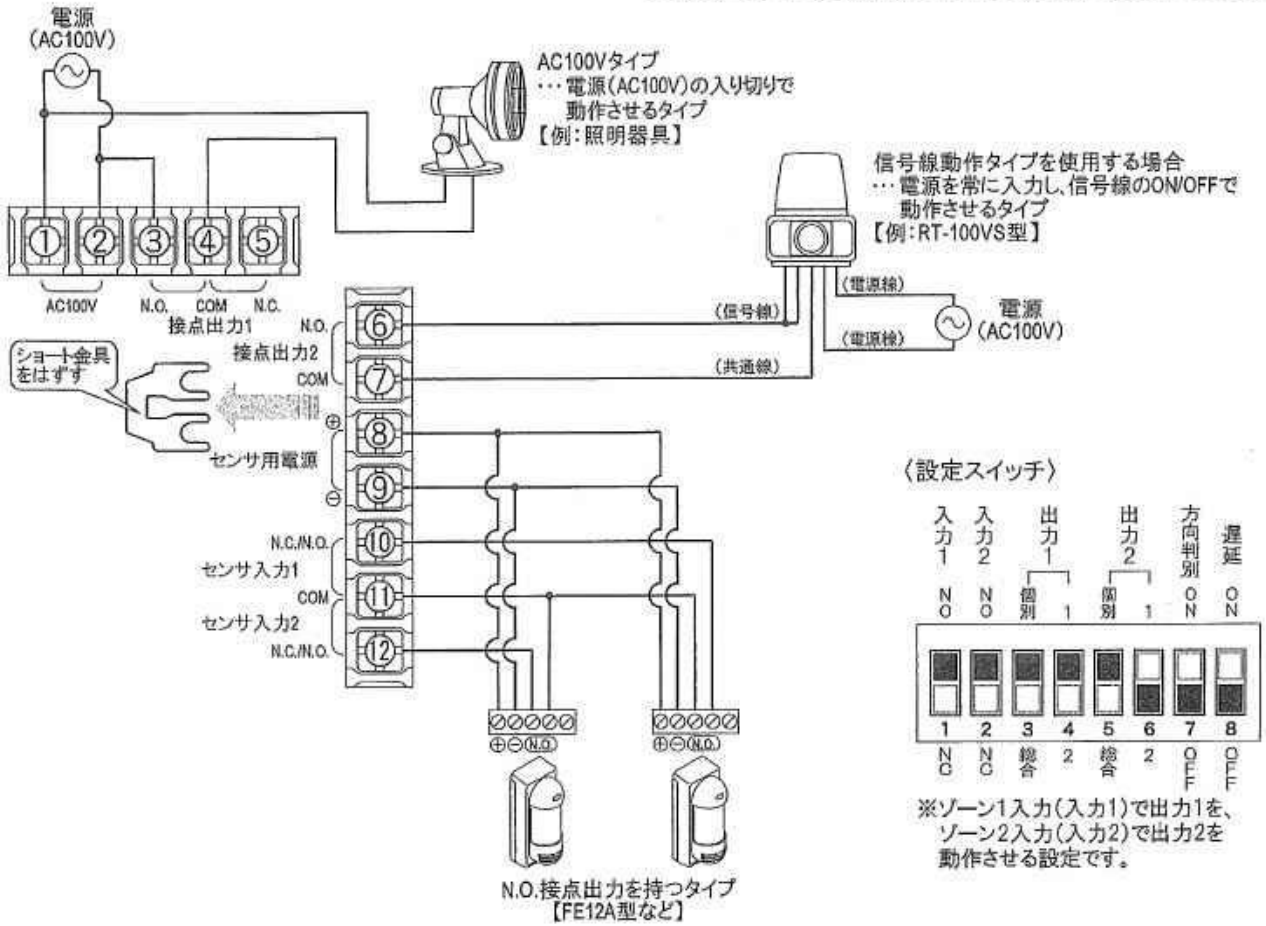 電源
(AC100V)
AC100Vタイプ
…電源(AC100V)の入り切りで
動作させるタイプ
【例:照明器具】
信号線動作タイプを使用する場合
…電源を常に入力し、信号線のON/OFFで
動作させるタイプ
【例:RT-100VS型】
① ② ③ ④ ⑤
AC100V N.O. COM N.C.
接点出力1
(電源線)
(信号線)
電源
(AC100V)
(電源線)
(共通線)
N.O. ⑥
接点出力2
COM ⑦
ショート金具
をはずす
⊕ ⑧
センサ用電源
⊖ ⑨
N.C./N.O. ⑩
センサ入力1
COM ⑪
センサ入力2
N.C./N.O. ⑫
⊕⊖(N.O.)
⊕⊖(N.O.)
N.O.接点出力を持つタイプ
【FE12A型など】
〈設定スイッチ〉
入力1 入力2 出力1 出力2 方向判別 遅延
NO NO 個別 1 個別 1 ON ON
1 2 3 4 5 6 7 8
NC NC 総合 2 総合 2 OFF OFF
※ゾーン1入力(入力1)で出力1を、
ゾーン2入力(入力2)で出力2を
動作させる設定です。